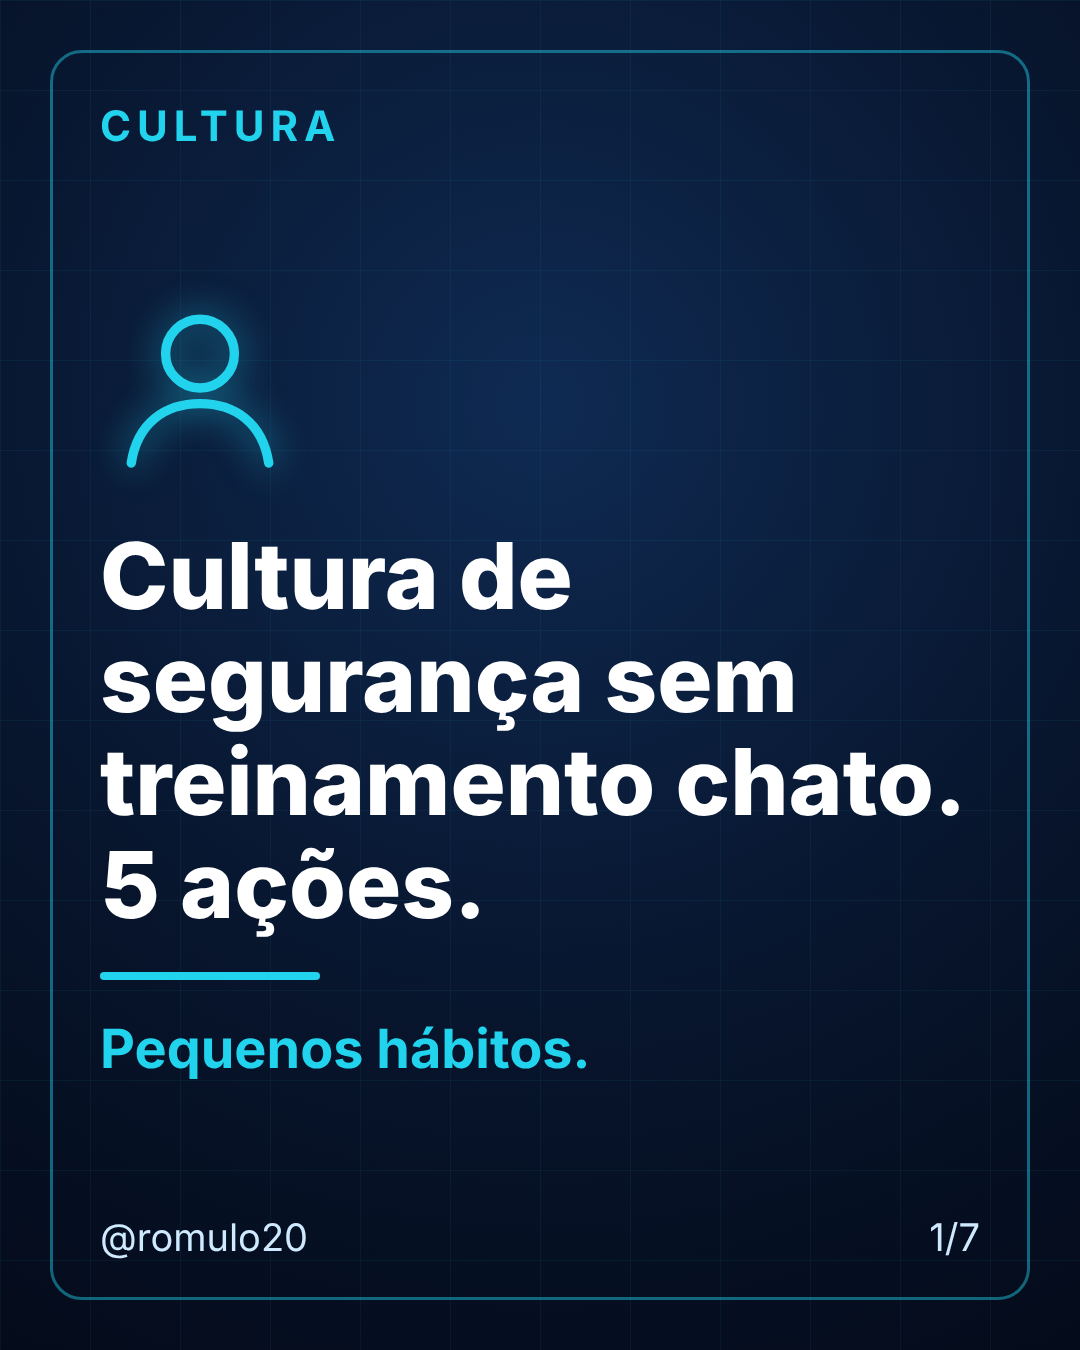 CULTURA
Cultura de
segurança sem
treinamento chato.
5 ações.
Pequenos hábitos.
@romulo20
1/7